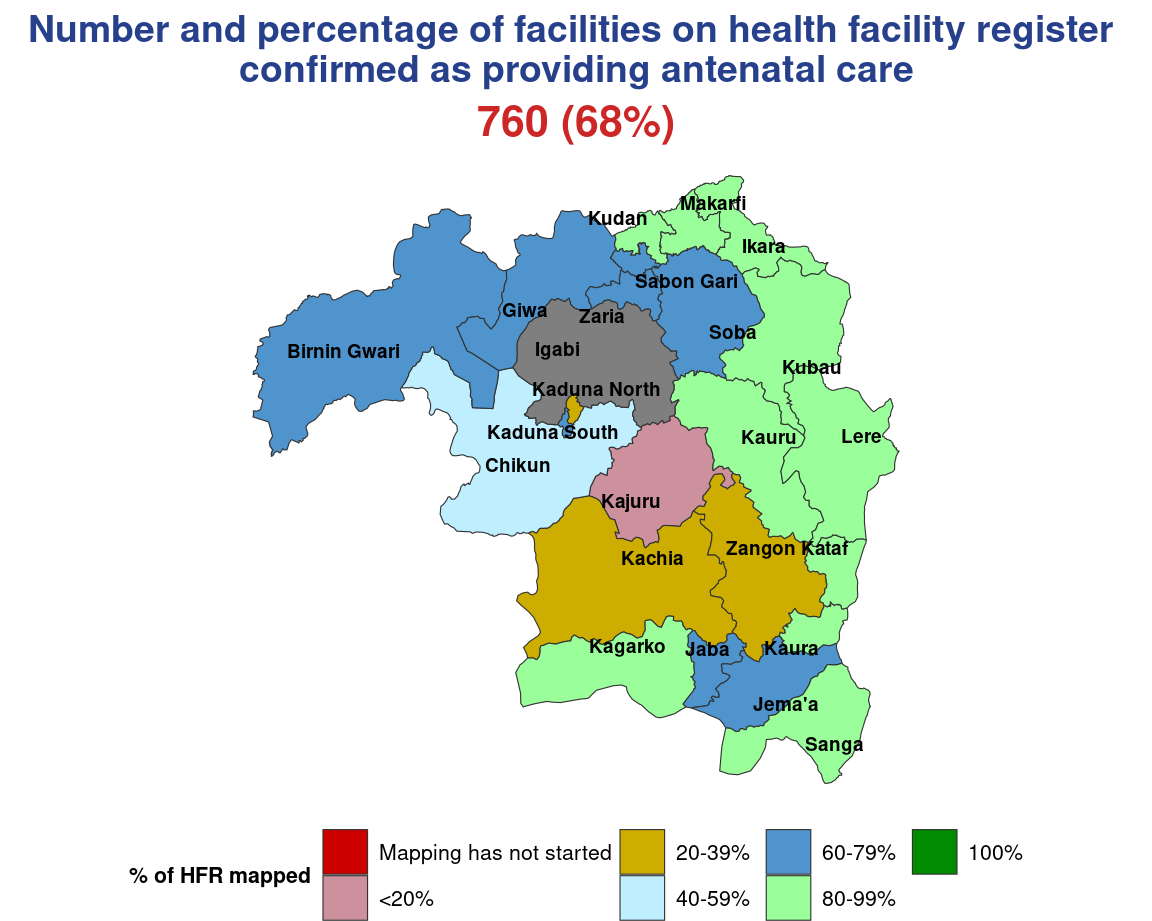 Number and percentage of facilities on health facility register
confirmed as providing antenatal care
760 (68%)
Makarfi
Kudan
Ikara
Sabon Gari
Giwa
Zaria
Soba
Birnin Gwari
Igabi
Kubau
Kaduna North
Kaduna South
Kauru
Lere
Chikun
Kajuru
Zangon Kataf
Kachia
Kagarko
Jaba
Kaura
Jema'a
Sanga
% of HFR mapped
Mapping has not started
<20%
20-39%
40-59%
60-79%
80-99%
100%